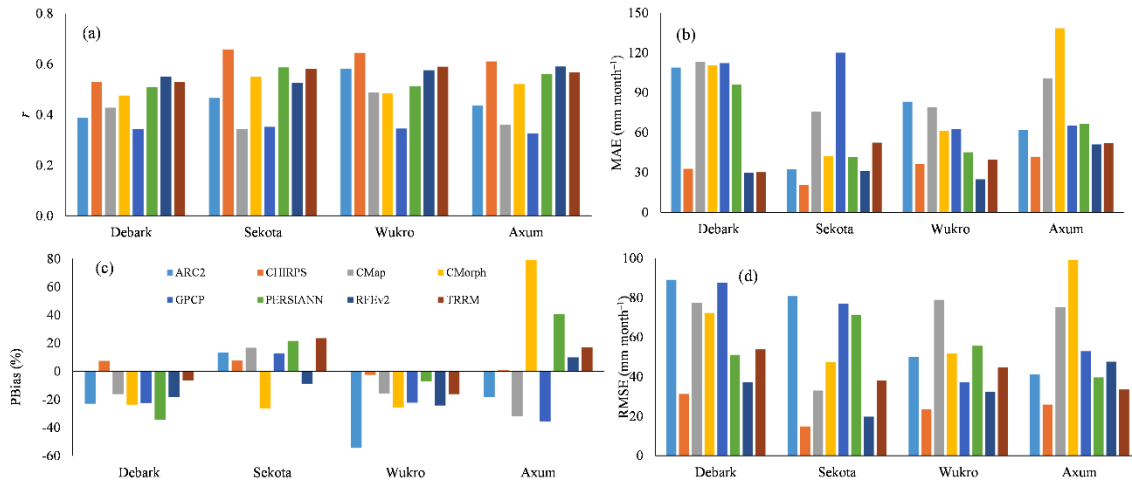 (a)
r
0.8
0.6
0.4
0.2
0.0
Debark Sekota Wukro Axum
(b)
MAE (mm month⁻¹)
150
120
90
60
30
0
Debark Sekota Wukro Axum
(c)
PBias (%)
80
60
40
20
0
-20
-40
-60
ARC2 CHIRPS CMap CMorph
GPCP PERSIANN RFEv2 TRRM
Debark Sekota Wukro Axum
(d)
RMSE (mm month⁻¹)
100
80
60
40
20
0
Debark Sekota Wukro Axum